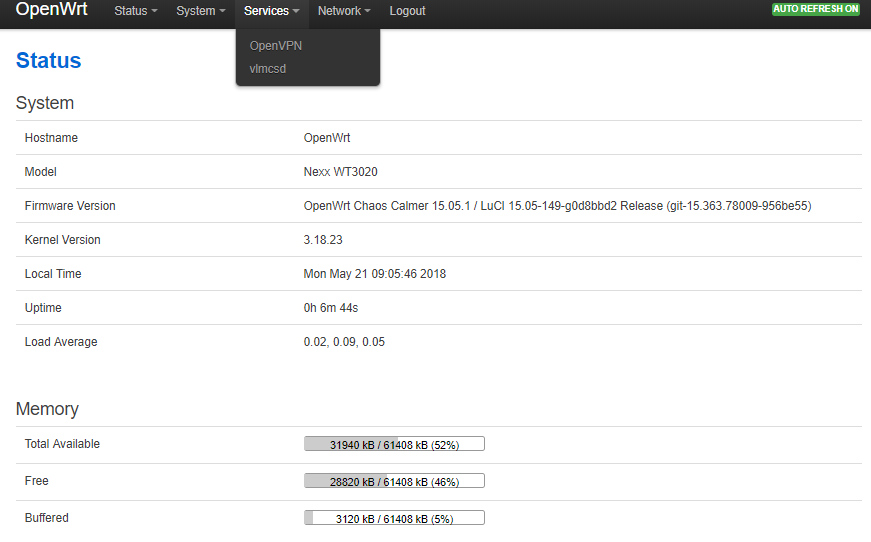 OpenWrt Status System Services Network Logout AUTO REFRESH ON
OpenVPN
vlmcsd
Status
System
Hostname OpenWrt
Model Nexx WT3020
Firmware Version OpenWrt Chaos Calmer 15.05.1 / LuCI 15.05-149-g0d8bbd2 Release (git-15.363.78009-956be55)
Kernel Version 3.18.23
Local Time Mon May 21 09:05:46 2018
Uptime 0h 6m 44s
Load Average 0.02, 0.09, 0.05
Memory
Total Available 31940 kB / 61408 kB (52%)
Free 28820 kB / 61408 kB (46%)
Buffered 3120 kB / 61408 kB (5%)